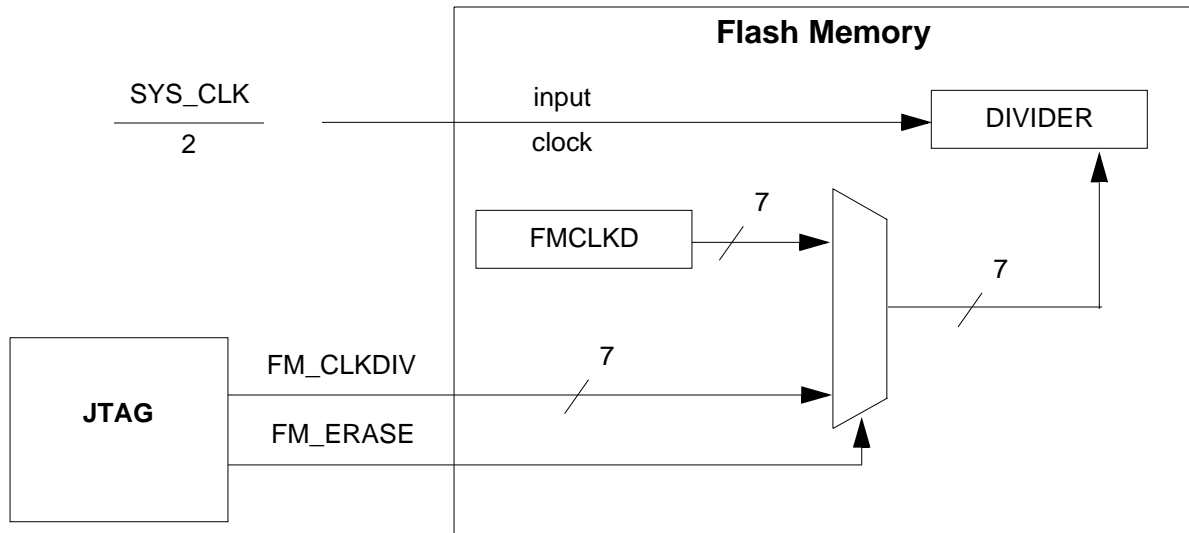 Flash Memory
SYS_CLK
2
input
clock
DIVIDER
7
FMCLKD
7
JTAG
FM_CLKDIV
7
FM_ERASE